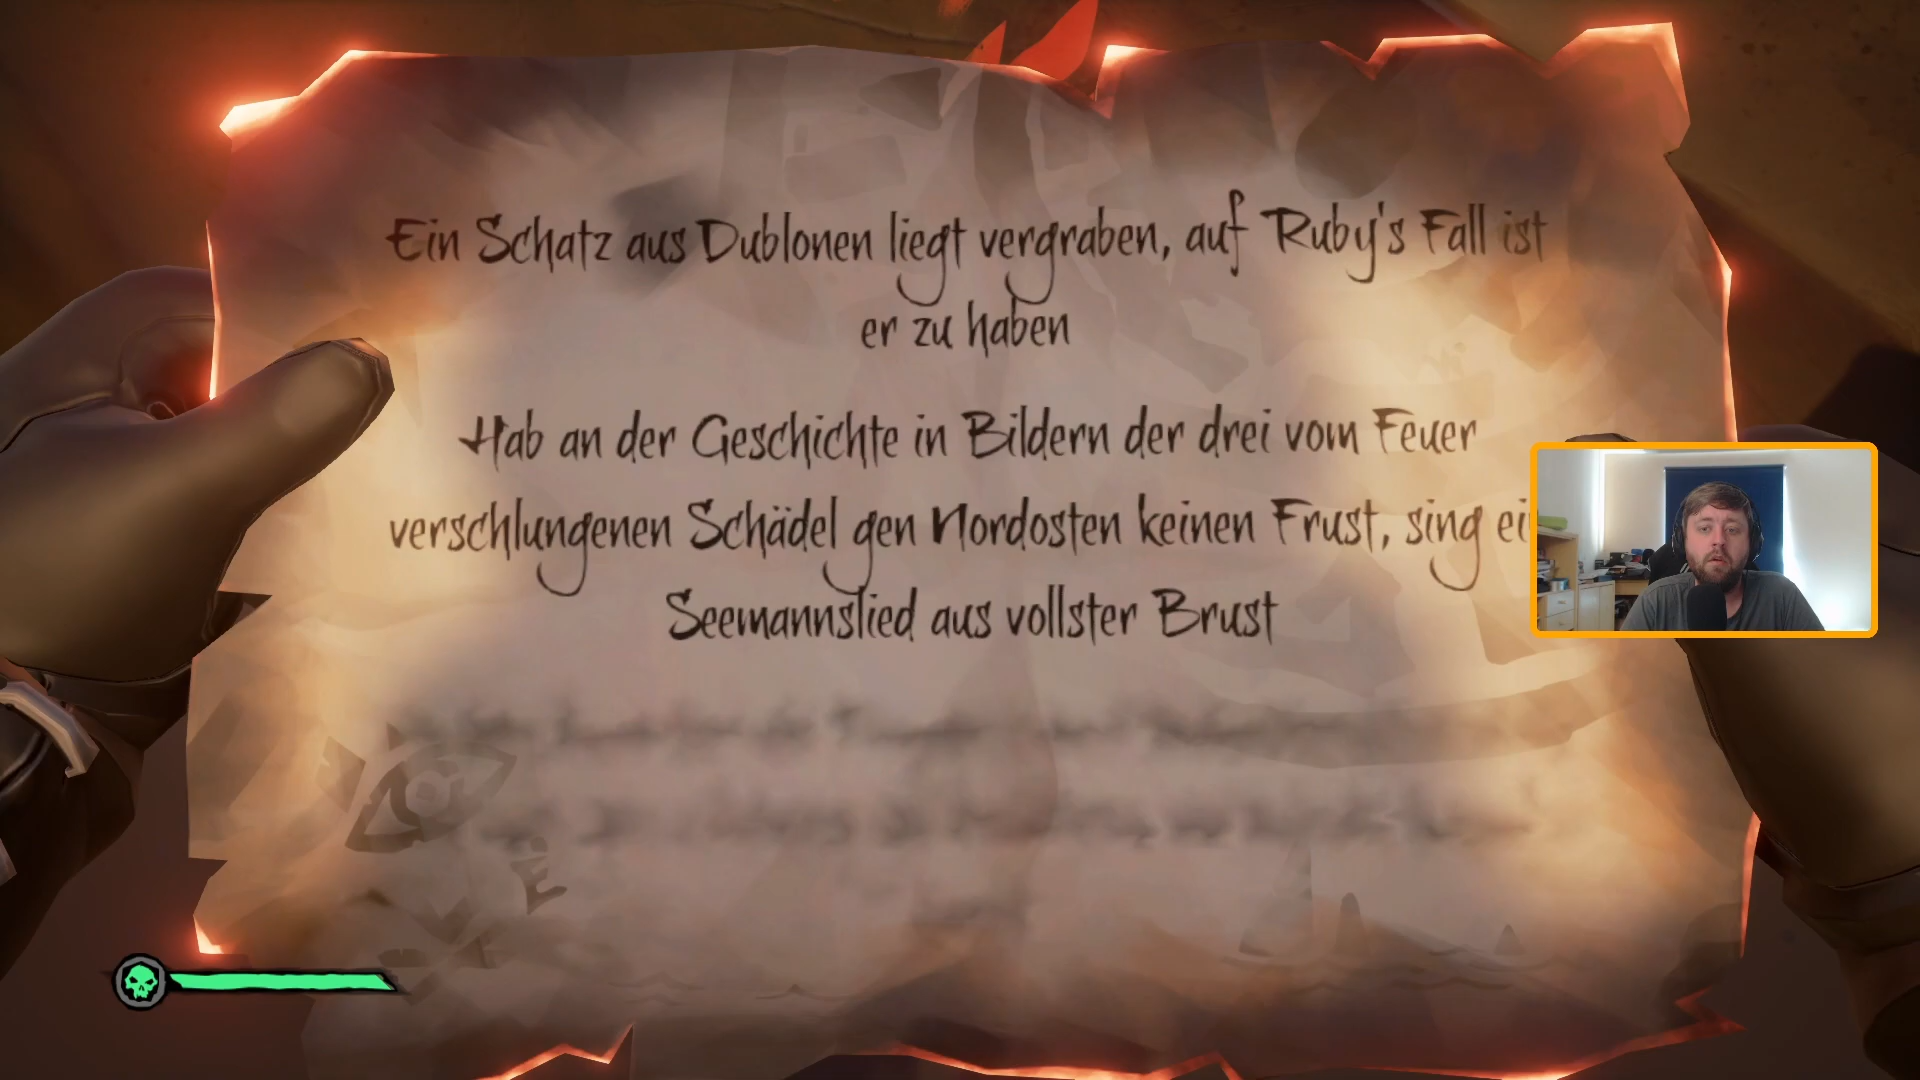 Ein Schatz aus Dublonen liegt vergraben, auf Ruby's Fall ist
er zu haben
Hab an der Geschichte in Bildern der drei vom Feuer
verschlungenen Schädel gen Nordosten keinen Frust, sing
Seemannslied aus vollster Brust